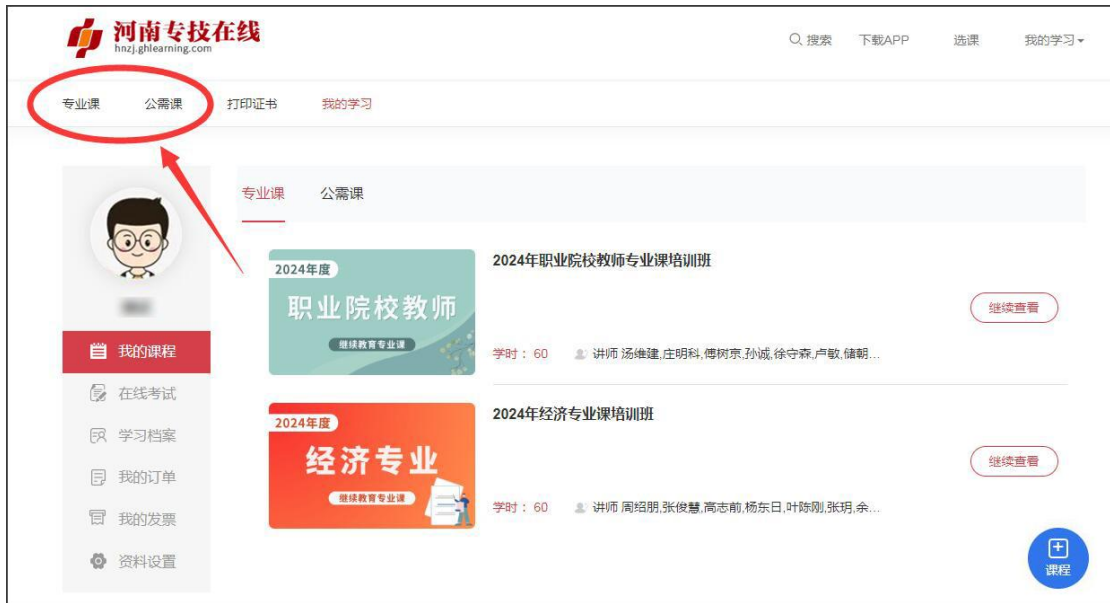 河南专技在线
hnzj.ghlearning.com
搜索 下载APP 选课 我的学习
专业课 公需课 打印证书 我的学习
专业课 公需课
2024年度
职业院校教师
继续教育专业课
2024年职业院校教师专业课培训班
继续查看
学时: 60 讲师 汤维建,庄明科,傅树京,孙诚,徐守森,卢敏,储朝...
2024年度
经济专业
继续教育专业课
2024年经济专业课培训班
继续查看
学时: 60 讲师 周绍朋,张俊慧,高志前,杨东日,叶陈刚,张玥,余...
我的课程
在线考试
学习档案
我的订单
我的发票
资料设置
课程